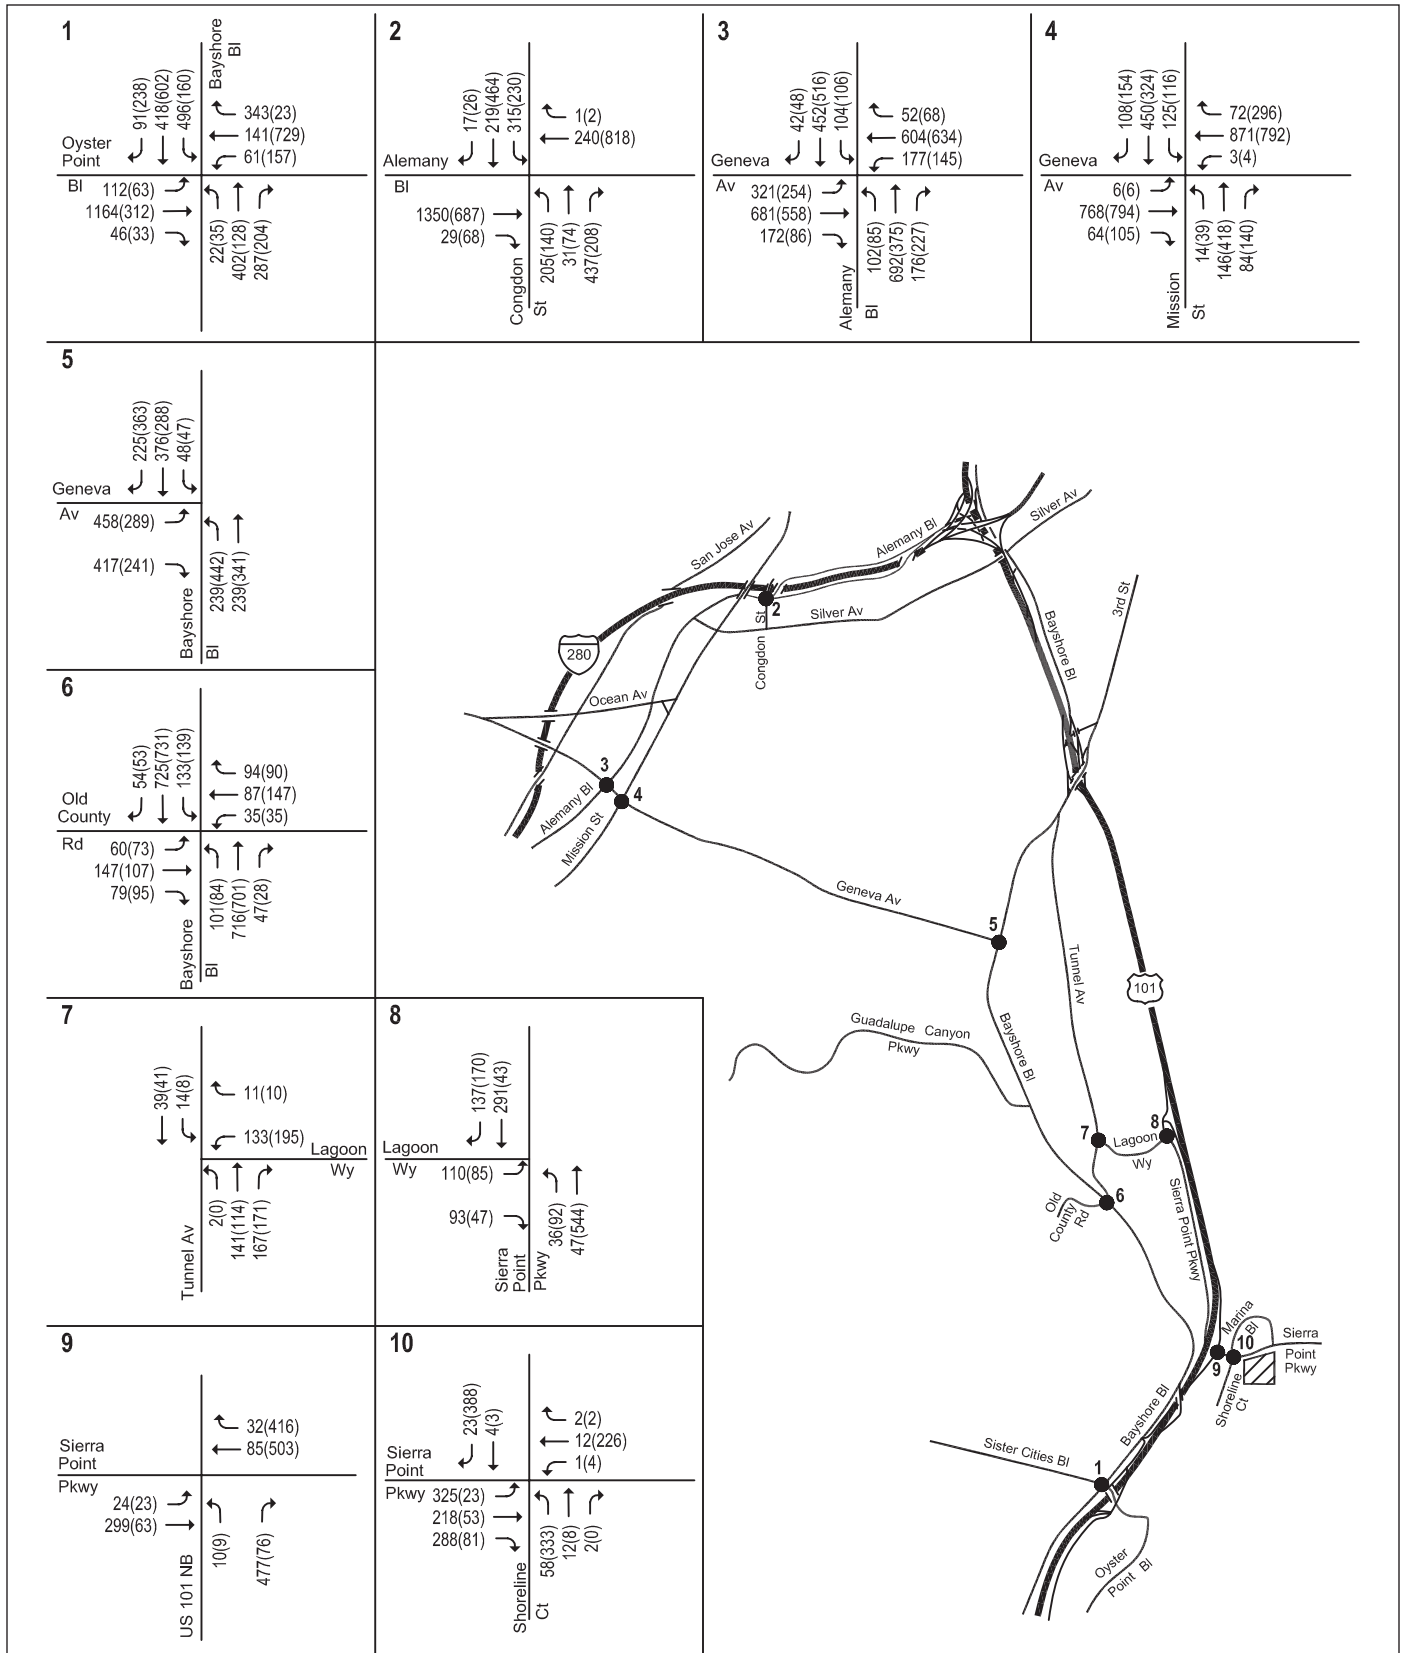 1
91(238)
418(602)
496(160)
Bayshore
Bl
343(23)
141(729)
61(157)
Oyster
Point
Bl
112(63)
1164(312)
46(33)
22(35)
402(128)
287(204)
2
17(26)
219(464)
315(230)
1(2)
240(818)
Alemany
Bl
1350(687)
29(68)
Congdon
St
205(140)
31(74)
437(208)
3
42(48)
452(516)
104(106)
52(68)
604(634)
177(145)
Geneva
Av
321(254)
681(558)
172(86)
Alemany
Bl
102(85)
692(375)
176(227)
4
108(154)
450(324)
125(116)
72(296)
871(792)
3(4)
Geneva
Av
6(6)
768(794)
64(105)
Mission
St
14(39)
146(418)
84(140)
5
225(363)
376(288)
48(47)
Geneva
Av
458(289)
417(241)
Bayshore
Bl
239(442)
239(341)
6
54(53)
725(731)
133(139)
94(90)
87(147)
35(35)
Old
County
Rd
60(73)
147(107)
79(95)
Bayshore
Bl
101(84)
716(701)
47(28)
7
39(41)
14(8)
11(10)
133(195)
Lagoon
Wy
Tunnel Av
2(0)
141(114)
167(171)
8
137(170)
291(43)
Lagoon
Wy
110(85)
93(47)
Sierra
Point
Pkwy
36(92)
47(544)
9
32(416)
85(503)
Sierra
Point
Pkwy
24(23)
299(63)
US 101 NB
10(9)
477(76)
10
23(388)
4(3)
2(2)
12(226)
1(4)
Sierra
Point
Pkwy
325(23)
218(53)
288(81)
Shoreline
Ct
58(333)
12(8)
2(0)
San Jose Av
Alemany Bl
Silver Av
2
Silver Av
Congdon St
280
Bayshore Bl
3rd St
Ocean Av
3
4
Alemany Bl
Mission St
Geneva Av
5
Tunnel Av
101
Guadalupe Canyon
Pkwy
Bayshore Bl
7
Lagoon
Wy
8
6
Old
County
Rd
Sierra Point Pkwy
Marina
Bl
10
9
Sierra
Point
Pkwy
Shoreline
Ct
Bayshore Bl
Sister Cities Bl
1
Oyster
Point Bl